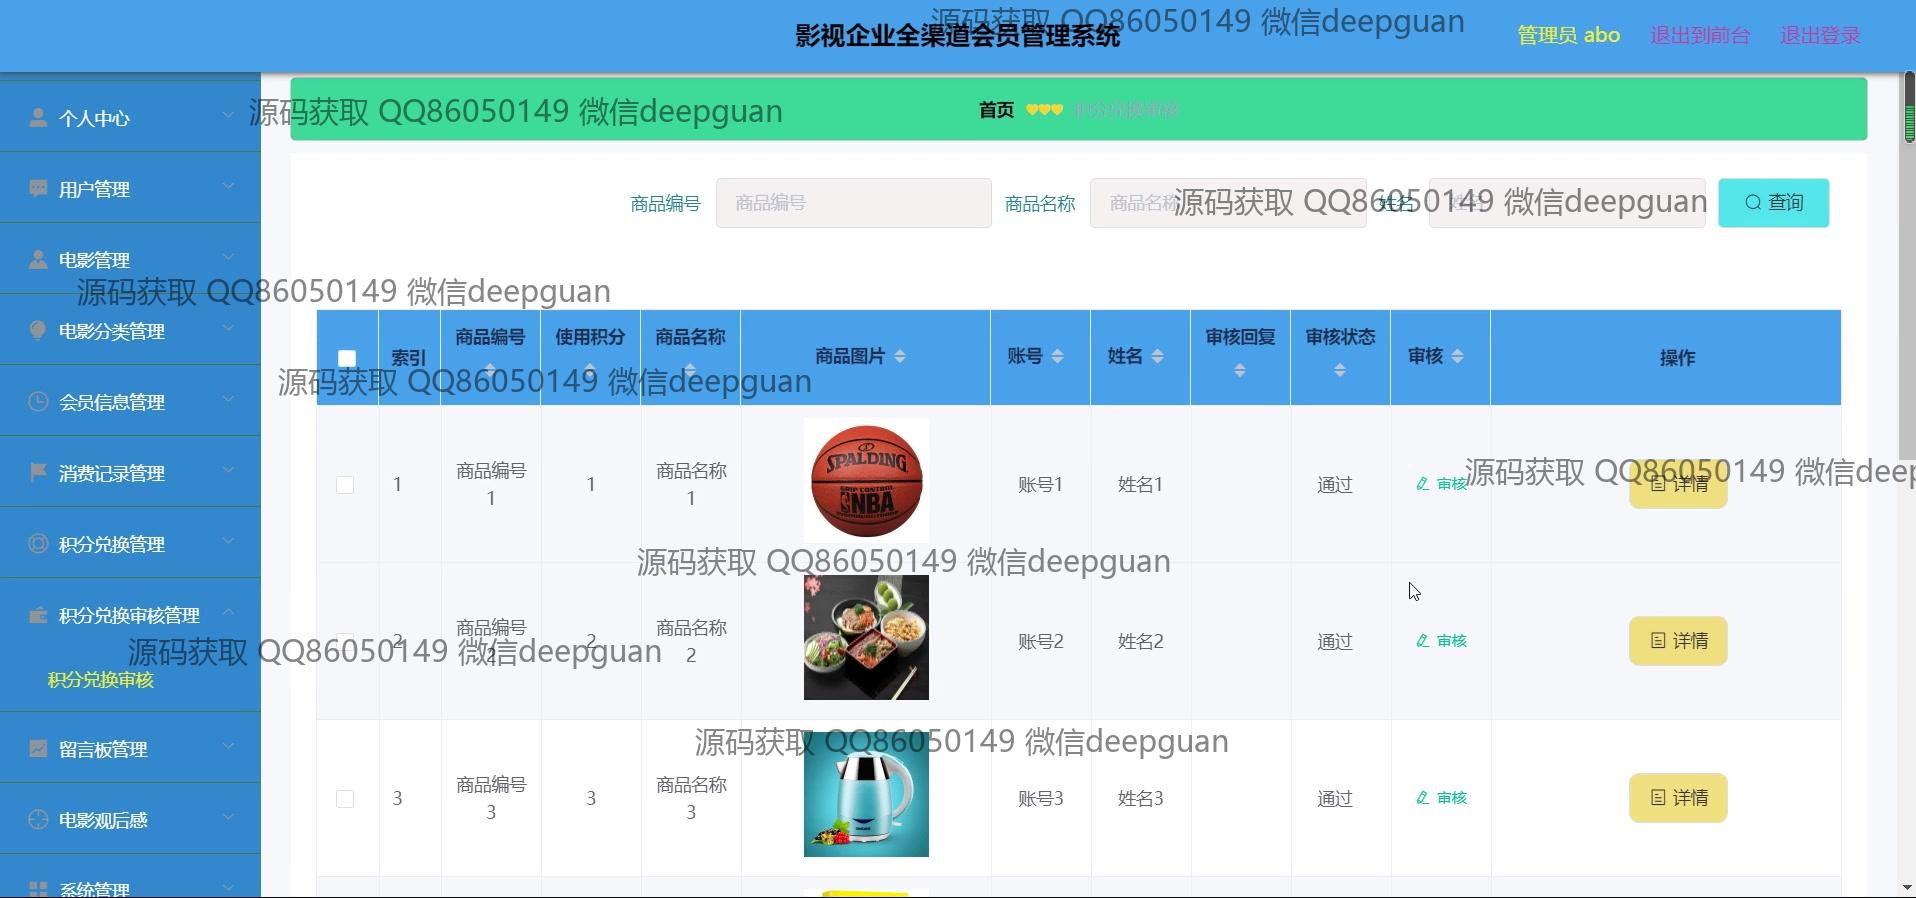 影视企业全渠道会员管理系统
源码获取 QQ86050149 微信deepguan
管理员 abo
退出到前台
退出登录
个人中心
用户管理
电影管理
电影分类管理
会员信息管理
消费记录管理
积分兑换管理
积分兑换审核管理
积分兑换审核
留言板管理
电影观后感
系统管理
源码获取 QQ86050149 微信deepguan
首页
积分兑换审核
商品编号 商品编号 商品名称 商品名称 姓名 姓名 查询
源码获取 QQ86050149 微信deepguan
源码获取 QQ86050149 微信deepguan
索引 商品编号 使用积分 商品名称 商品图片 账号 姓名 审核回复 审核状态 审核 操作
源码获取 QQ86050149 微信deepguan
1 商品编号1 1 商品名称1 账号1 姓名1 通过 审核 详情
SPALDING
GRIP CONTROL
NBA
源码获取 QQ86050149 微信deep
源码获取 QQ86050149 微信deepguan
2 商品编号2 2 商品名称2 账号2 姓名2 通过 审核 详情
源码获取 QQ86050149 微信deepguan
源码获取 QQ86050149 微信deepguan
3 商品编号3 3 商品名称3 账号3 姓名3 通过 审核 详情